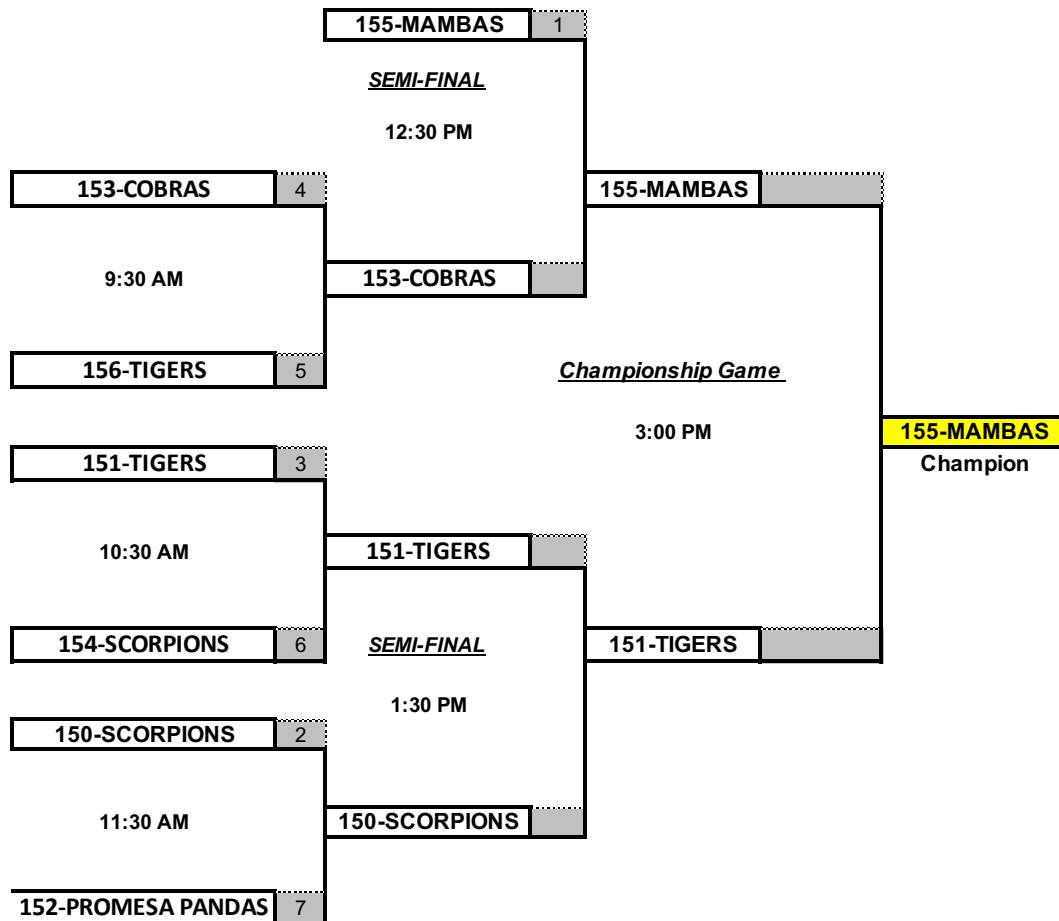 155-MAMBAS 1
SEMI-FINAL
12:30 PM
153-COBRAS 4
155-MAMBAS
9:30 AM
153-COBRAS
156-TIGERS 5
Championship Game
3:00 PM
155-MAMBAS
Champion
151-TIGERS 3
10:30 AM
151-TIGERS
154-SCORPIONS 6
SEMI-FINAL
151-TIGERS
1:30 PM
150-SCORPIONS 2
11:30 AM
150-SCORPIONS
152-PROMESA PANDAS 7